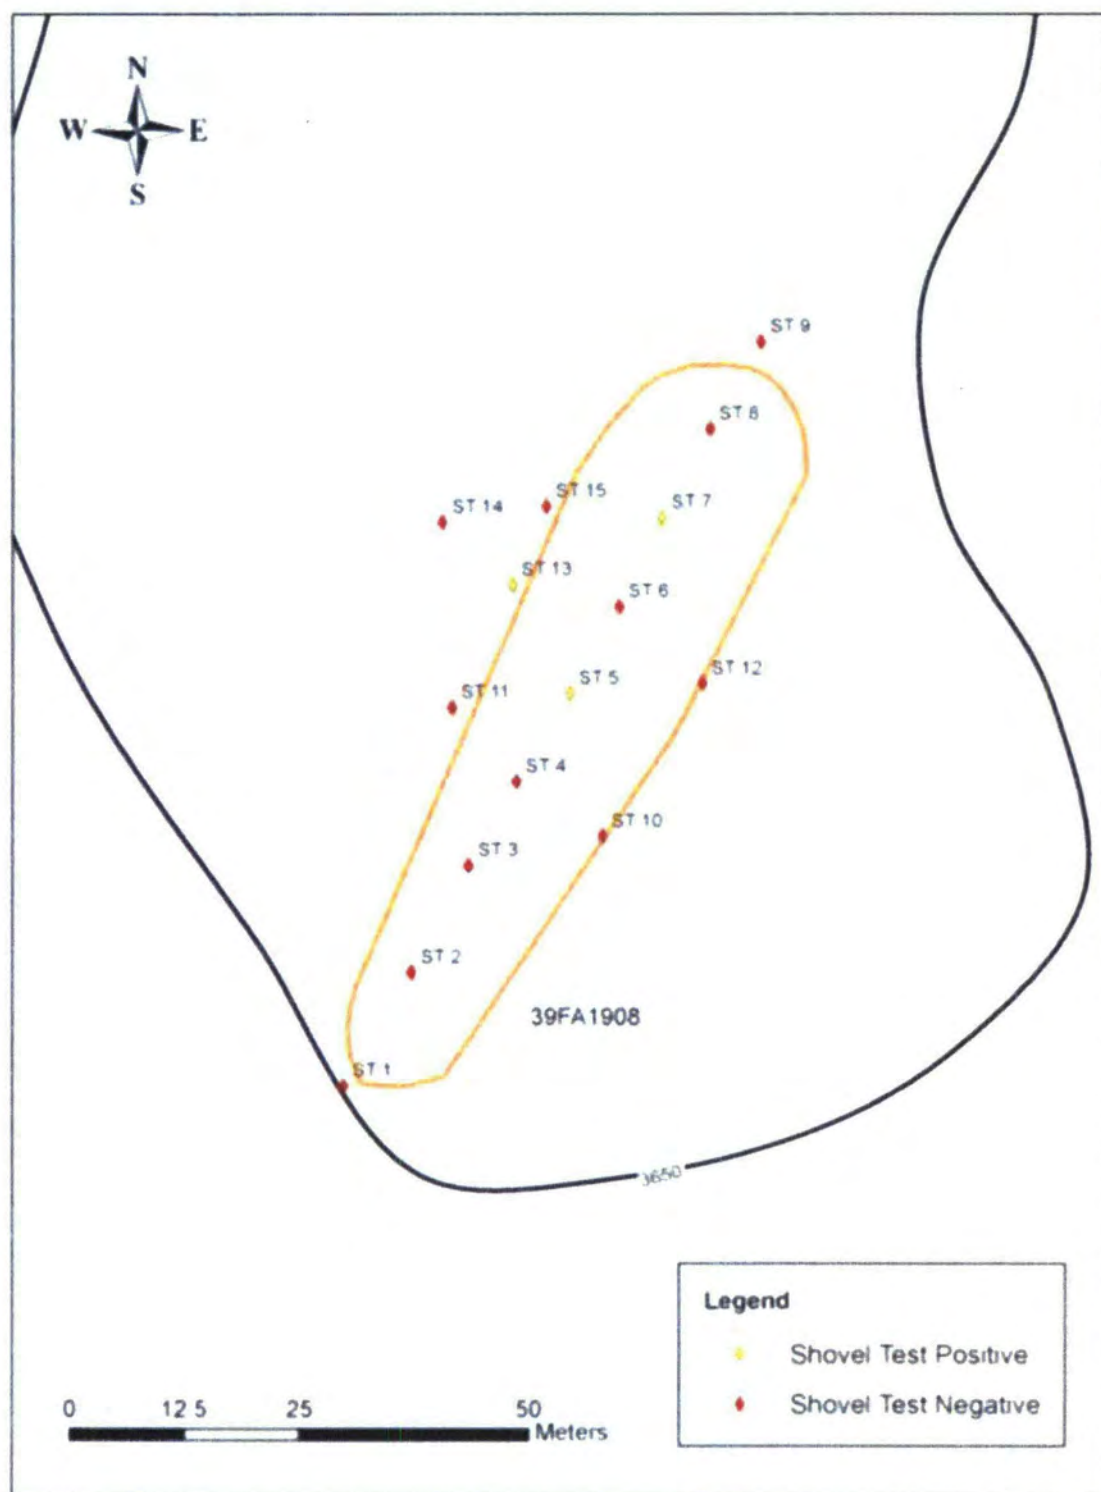 N
W E
S
ST 9
ST 8
ST 15
ST 14
ST 7
ST 13
ST 6
ST 12
ST 5
ST 11
ST 4
ST 10
ST 3
ST 2
39FA1908
ST 1
3650
Legend
Shovel Test Positive
Shovel Test Negative
0 12 5 25 50
Meters